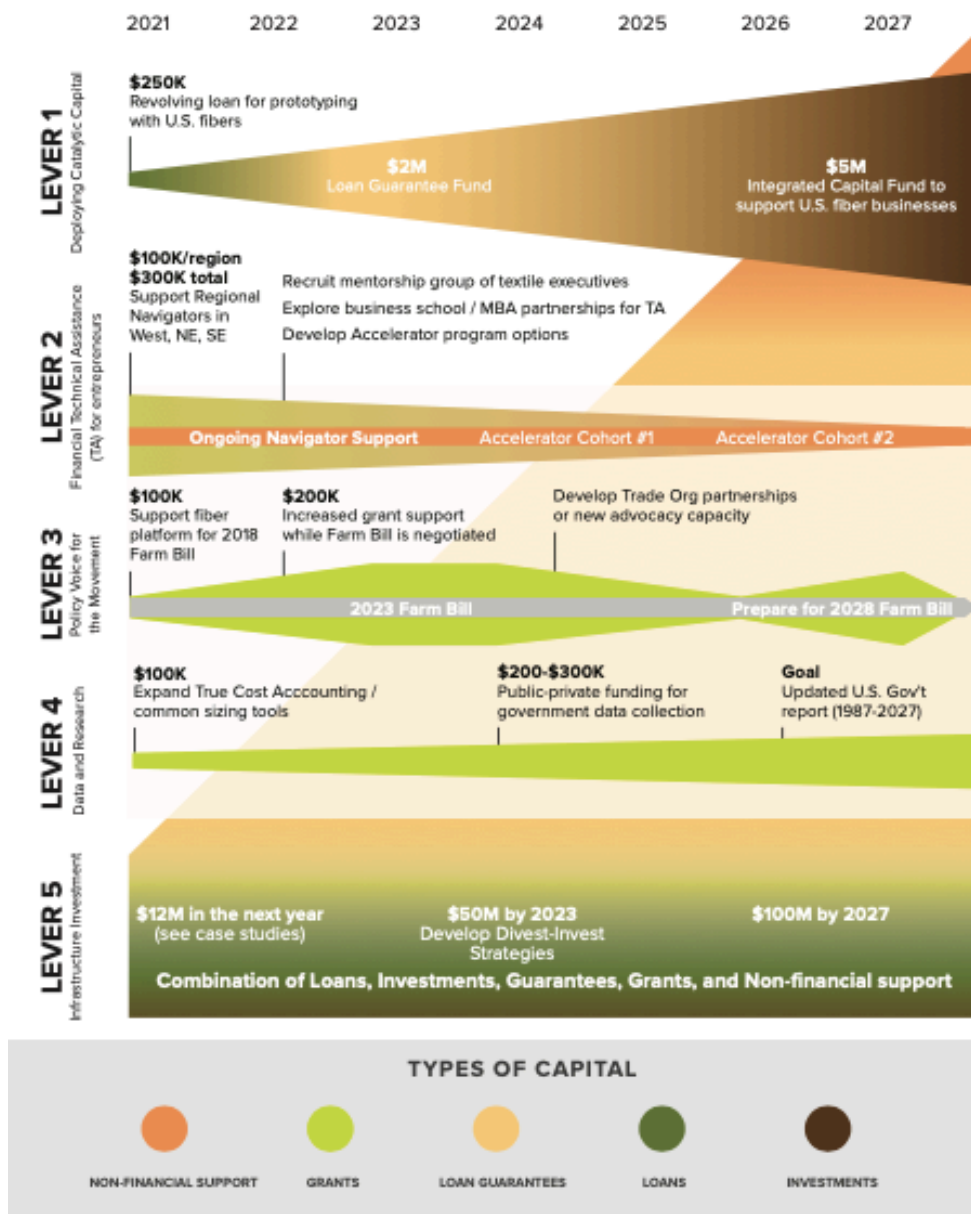 2021 2022 2023 2024 2025 2026 2027
LEVER 1
Deploying Catalytic Capital
$250K
Revolving loan for prototyping
with U.S. fibers
$2M
Loan Guarantee Fund
$5M
Integrated Capital Fund to
support U.S. fiber businesses
LEVER 2
Financial Technical Assistance
(TA) for entrepreneurs
$100K/region
$300K total
Support Regional
Navigators in
West, NE, SE
Recruit mentorship group of textile executives
Explore business school / MBA partnerships for TA
Develop Accelerator program options
Ongoing Navigator Support
Accelerator Cohort #1
Accelerator Cohort #2
LEVER 3
Policy Voice for
the Movement
$100K
Support fiber
platform for 2018
Farm Bill
$200K
Increased grant support
while Farm Bill is negotiated
Develop Trade Org partnerships
or new advocacy capacity
2023 Farm Bill
Prepare for 2028 Farm Bill
LEVER 4
Data and Research
$100K
Expand True Cost Acccounting /
common sizing tools
$200-$300K
Public-private funding for
government data collection
Goal
Updated U.S. Gov't
report (1987-2027)
LEVER 5
Infrastructure Investment
$12M in the next year
(see case studies)
$50M by 2023
Develop Divest-Invest
Strategies
$100M by 2027
Combination of Loans, Investments, Guarantees, Grants, and Non-financial support
TYPES OF CAPITAL
NON-FINANCIAL SUPPORT
GRANTS
LOAN GUARANTEES
LOANS
INVESTMENTS